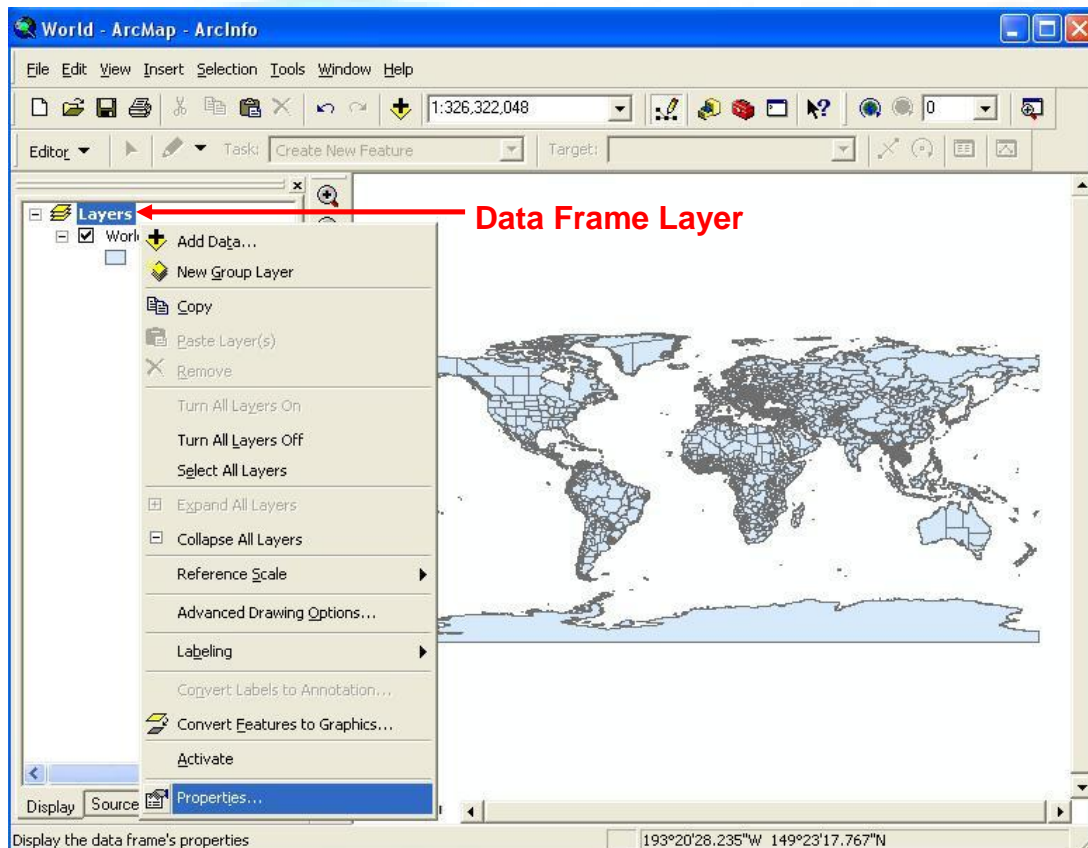 World - ArcMap - ArcInfo
File Edit View Insert Selection Tools Window Help
1:326,322,048
0
Editor Task: Create New Feature Target:
Layers
Data Frame Layer
Add Data...
New Group Layer
Copy
Paste Layer(s)
Remove
Turn All Layers On
Turn All Layers Off
Select All Layers
Expand All Layers
Collapse All Layers
Reference Scale
Advanced Drawing Options...
Labeling
Convert Labels to Annotation...
Convert Features to Graphics...
Activate
Properties...
Display Source
Display the data frame's properties
193°20'28.235"W 149°23'17.767"N